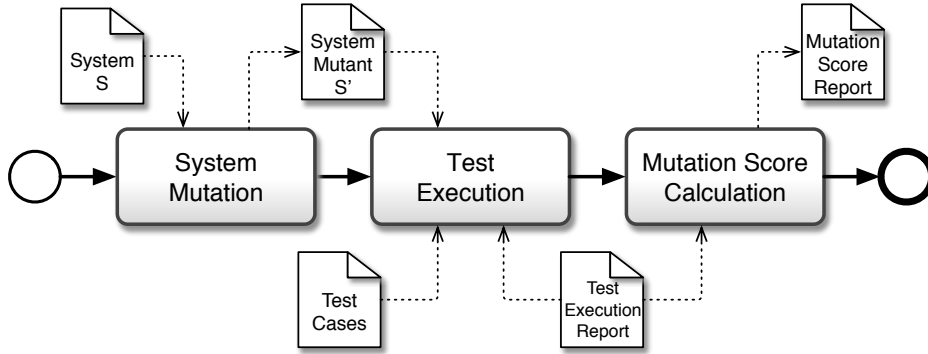 System
S
System
Mutant
S'
Mutation
Score
Report
System
Mutation
Test
Execution
Mutation Score
Calculation
Test
Cases
Test
Execution
Report